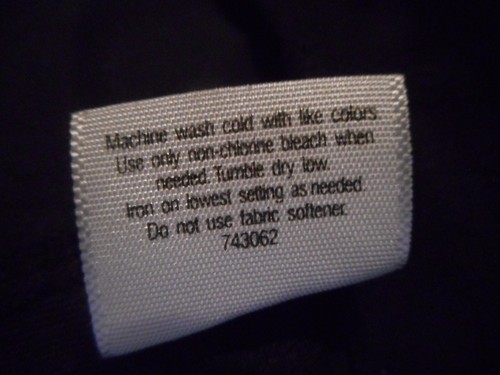 Machine wash cold with like colors.
Use only non-chlorine bleach when
needed. Tumble dry low.
Iron on lowest setting as needed.
Do not use fabric softener.
743062